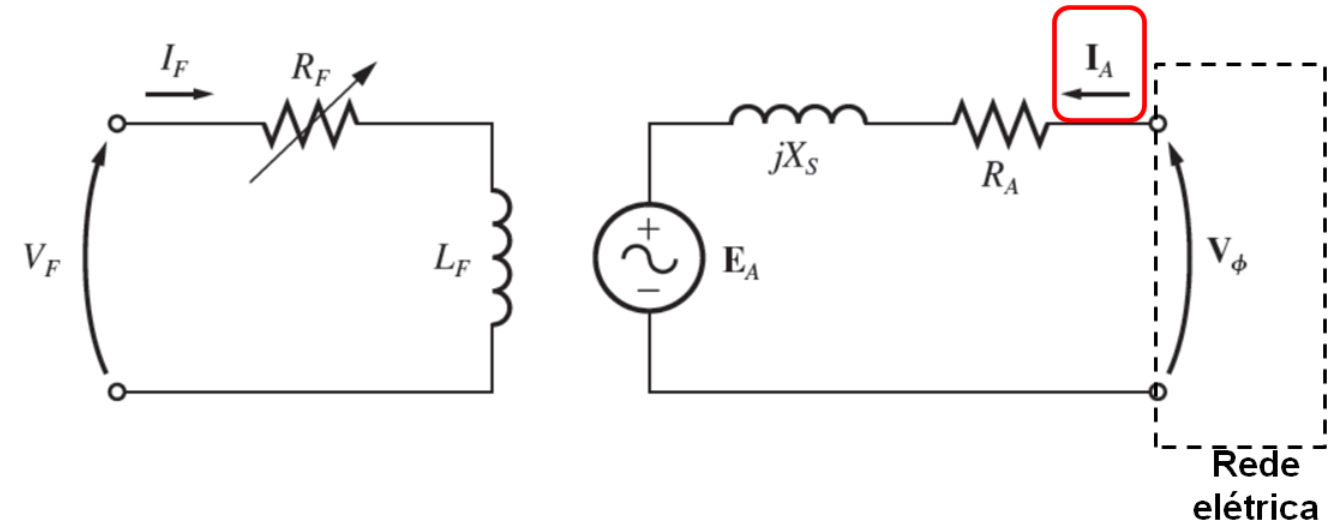 I_F
R_F
V_F
L_F
jX_S
R_A
I_A
E_A
V_ϕ
+
−
Rede
elétrica